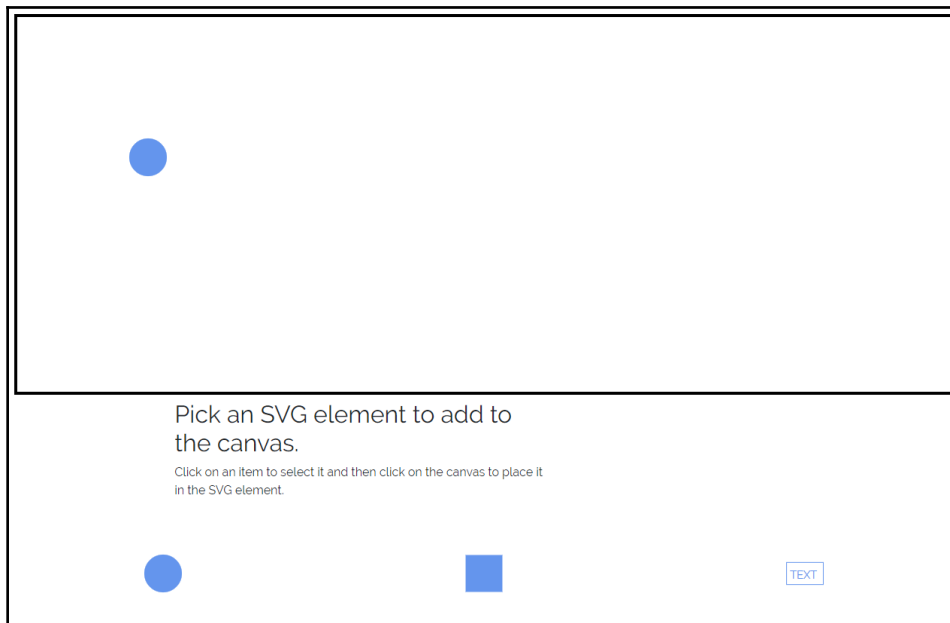 Pick an SVG element to add to
the canvas.
Click on an item to select it and then click on the canvas to place it
in the SVG element.
TEXT